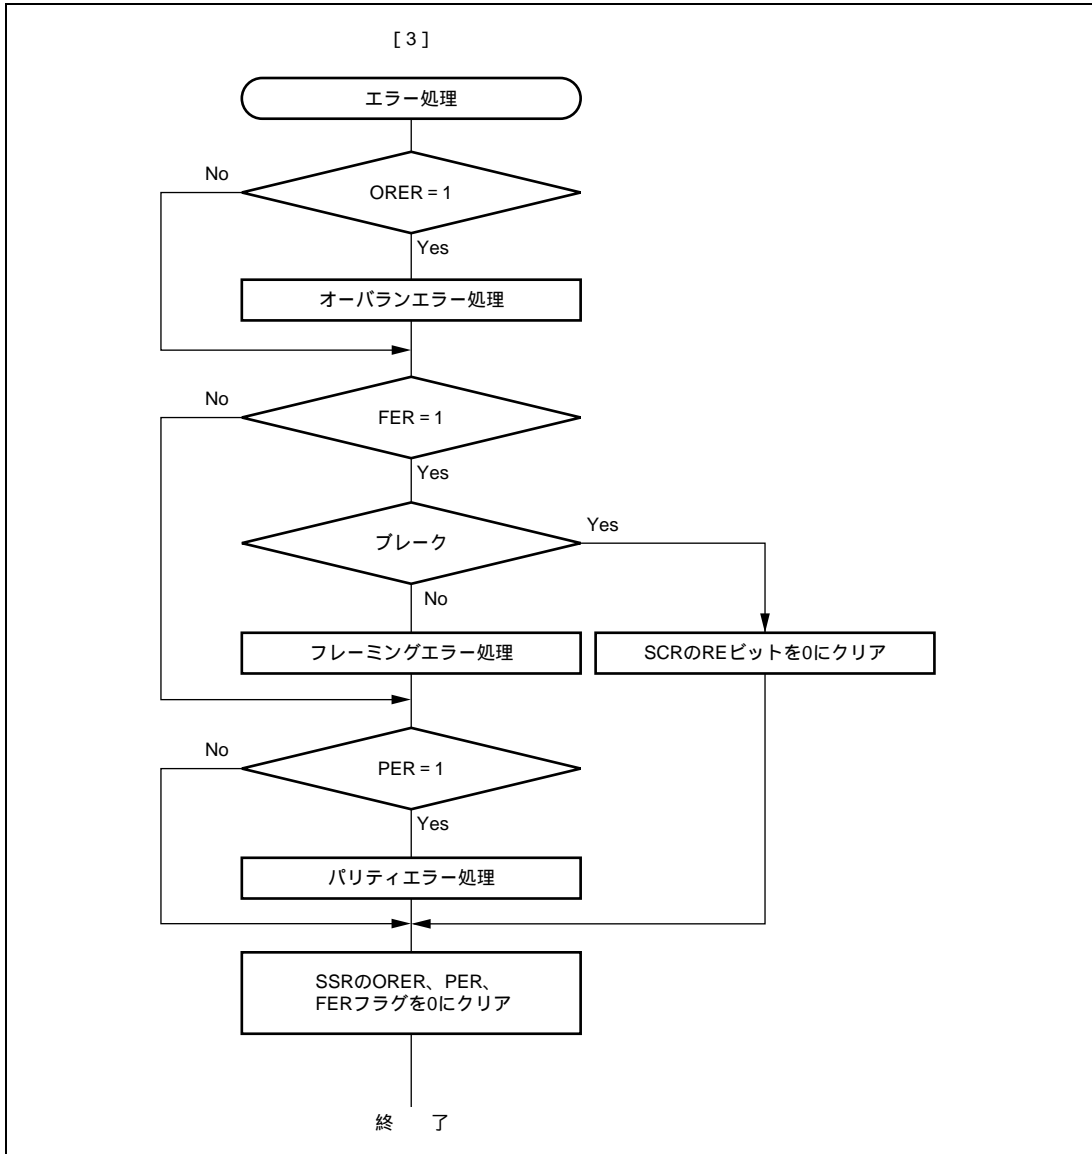 [3]
エラー処理
No
ORER = 1
Yes
オーバランエラー処理
No
FER = 1
Yes
ブレーク
Yes
No
フレーミングエラー処理
SCRのREビットを0にクリア
No
PER = 1
Yes
パリティエラー処理
SSRのORER、PER、
FERフラグを0にクリア
終 了